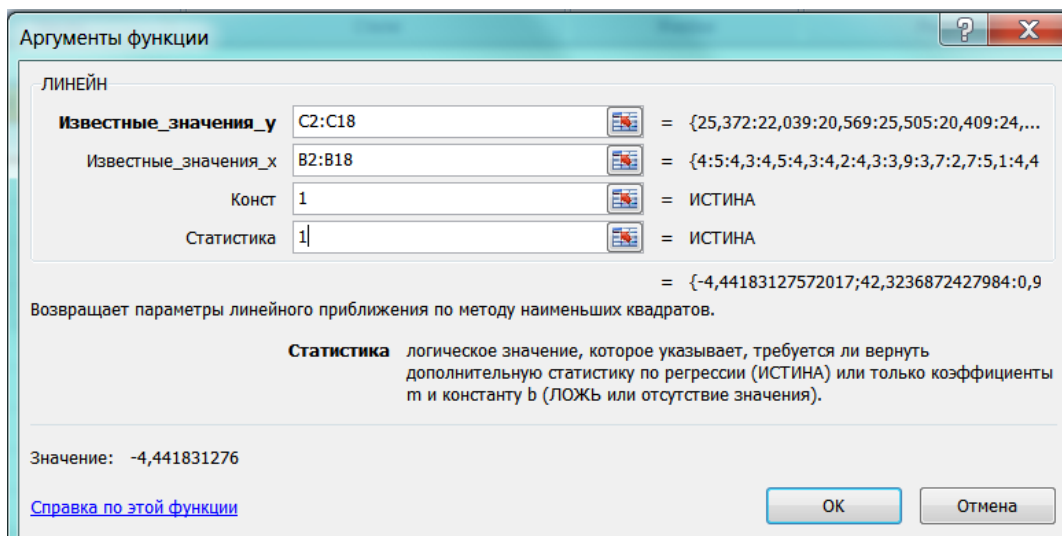 Аргументы функции
ЛИНЕЙН
Известные_значения_y C2:C18 = {25,372:22,039:20,569:25,505:20,409:24,...
Известные_значения_x B2:B18 = {4:5:4,3:4,5:4,3:4,2:4,3:3,9:3,7:2,7:5,1:4,4
Конст 1 = ИСТИНА
Статистика 1 = ИСТИНА
= {-4,44183127572017;42,3236872427984:0,9
Возвращает параметры линейного приближения по методу наименьших квадратов.
Статистика логическое значение, которое указывает, требуется ли вернуть
дополнительную статистику по регрессии (ИСТИНА) или только коэффициенты
m и константу b (ЛОЖЬ или отсутствие значения).
Значение: -4,441831276
Справка по этой функции ОК Отмена